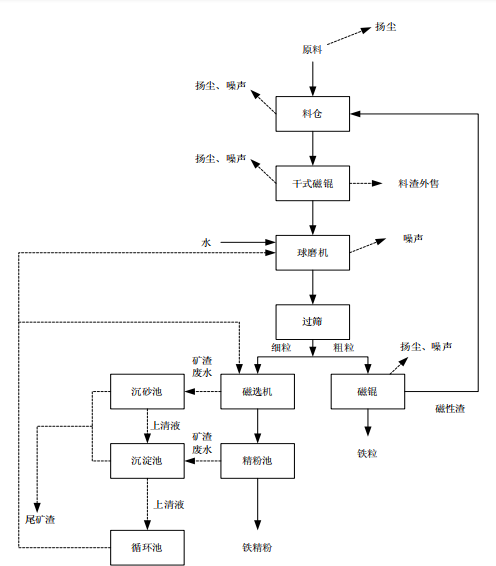 扬尘
原料
扬尘、噪声
料仓
扬尘、噪声
干式磁锟
料渣外售
水
球磨机
噪声
过筛
细粒
粗粒
扬尘、噪声
矿渣
废水
沉砂池
磁选机
磁锟
磁性渣
上清液
矿渣
废水
沉淀池
精粉池
铁粒
上清液
尾矿渣
循环池
铁精粉